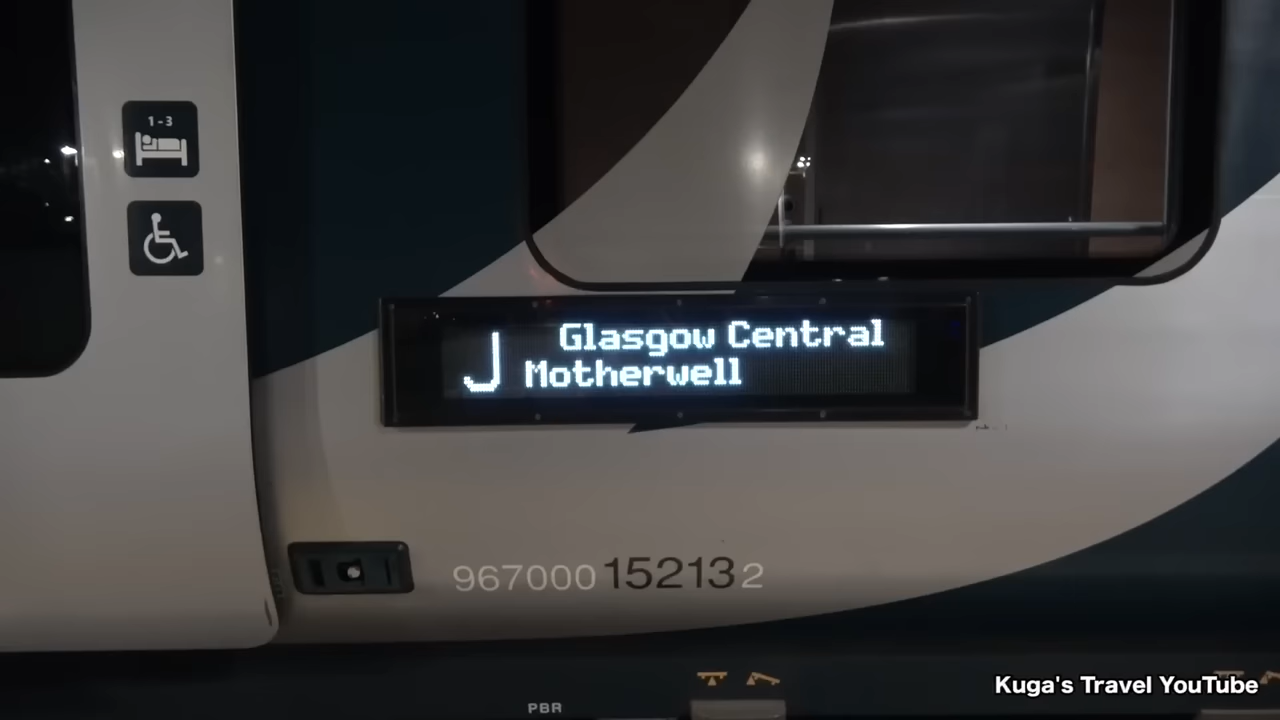 1-3
J
Glasgow Central
Motherwell
967000152132
PBR
Kuga's Travel YouTube